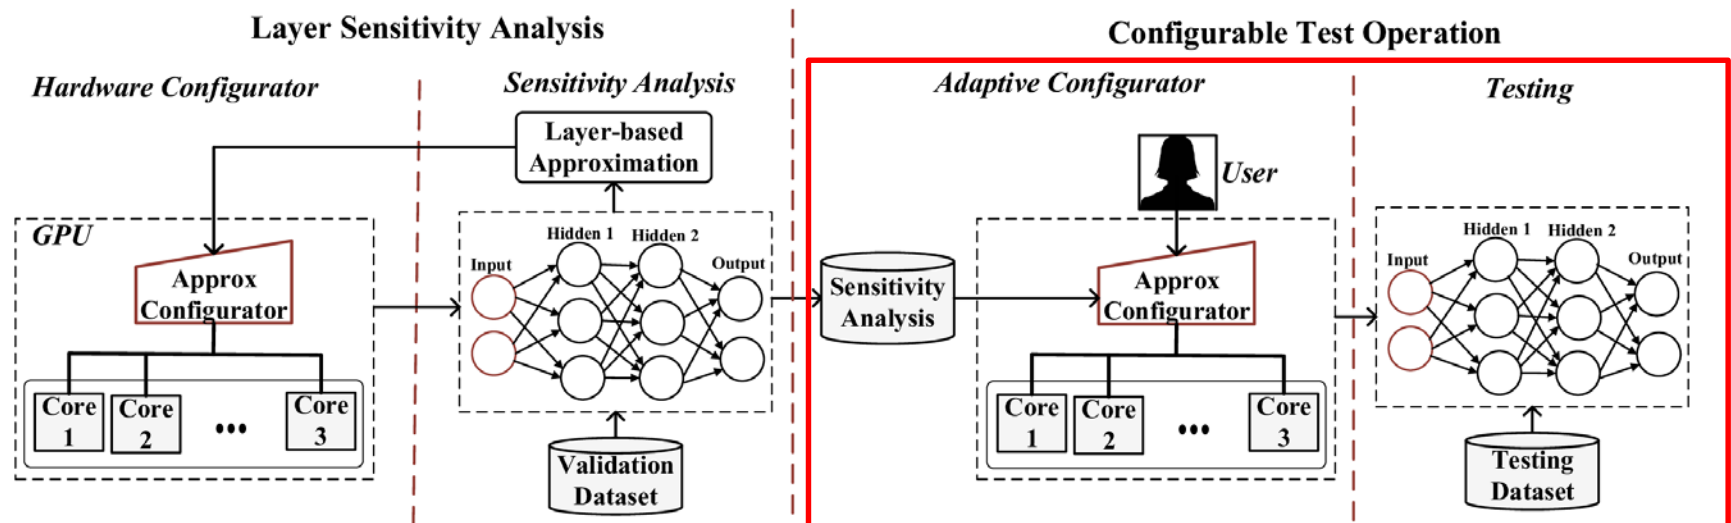 Layer Sensitivity Analysis
Configurable Test Operation
Hardware Configurator
Sensitivity Analysis
Adaptive Configurator
Testing
Layer-based
Approximation
User
GPU
Approx
Configurator
Core
1
Core
2
•••
Core
3
Input
Hidden 1
Hidden 2
Output
Validation
Dataset
Sensitivity
Analysis
Approx
Configurator
Core
1
Core
2
•••
Core
3
Input
Hidden 1
Hidden 2
Output
Testing
Dataset